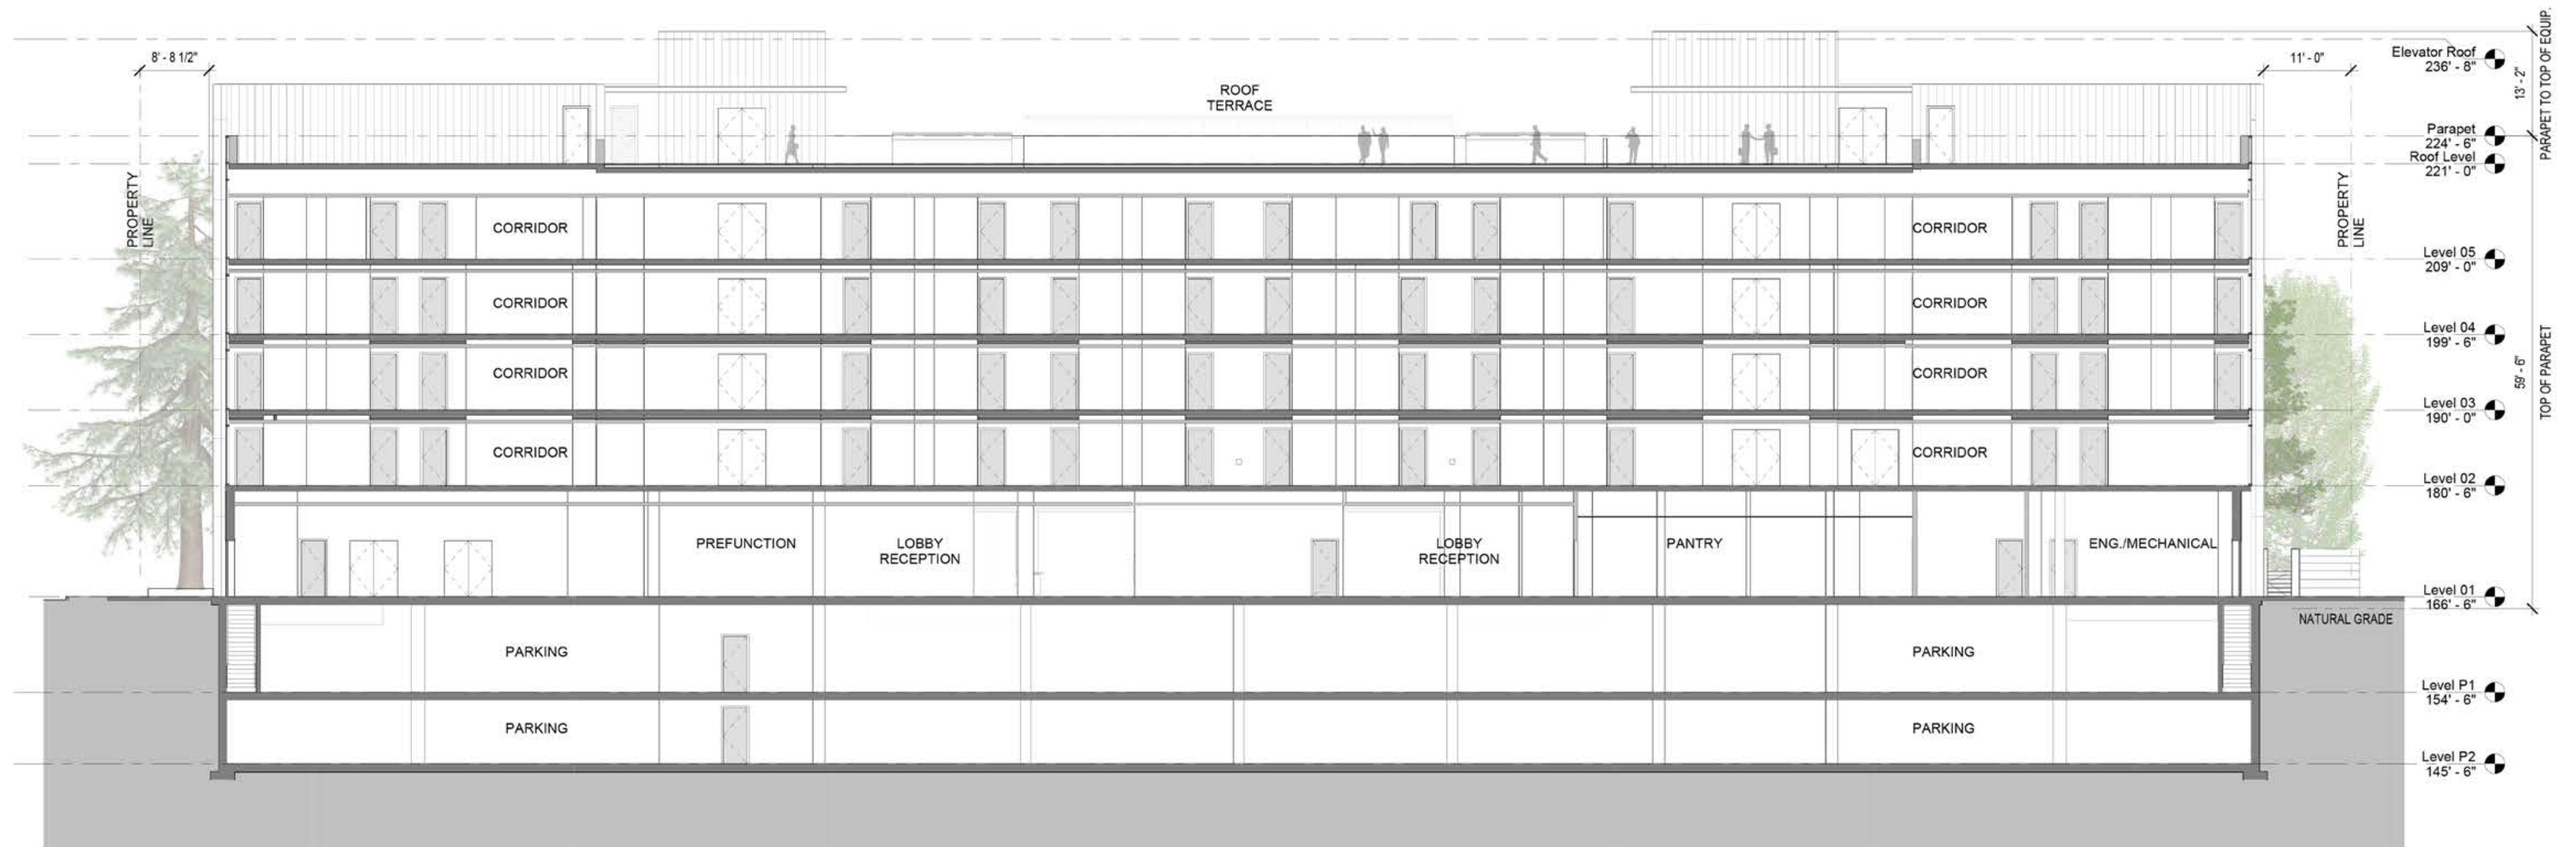 8' - 8 1/2"
11' - 0"
Elevator Roof
236' - 8"
13' - 2"
PARAPET TO TOP OF EQUIP.
ROOF
TERRACE
Parapet
224' - 6"
Roof Level
221' - 0"
PROPERTY
LINE
PROPERTY
LINE
CORRIDOR
CORRIDOR
Level 05
209' - 0"
CORRIDOR
CORRIDOR
Level 04
199' - 6"
CORRIDOR
CORRIDOR
59' - 6"
TOP OF PARAPET
Level 03
190' - 0"
CORRIDOR
CORRIDOR
Level 02
180' - 6"
PREFUNCTION
LOBBY
RECEPTION
LOBBY
RECEPTION
PANTRY
ENG./MECHANICAL
Level 01
166' - 6"
NATURAL GRADE
PARKING
PARKING
Level P1
154' - 6"
PARKING
PARKING
Level P2
145' - 6"